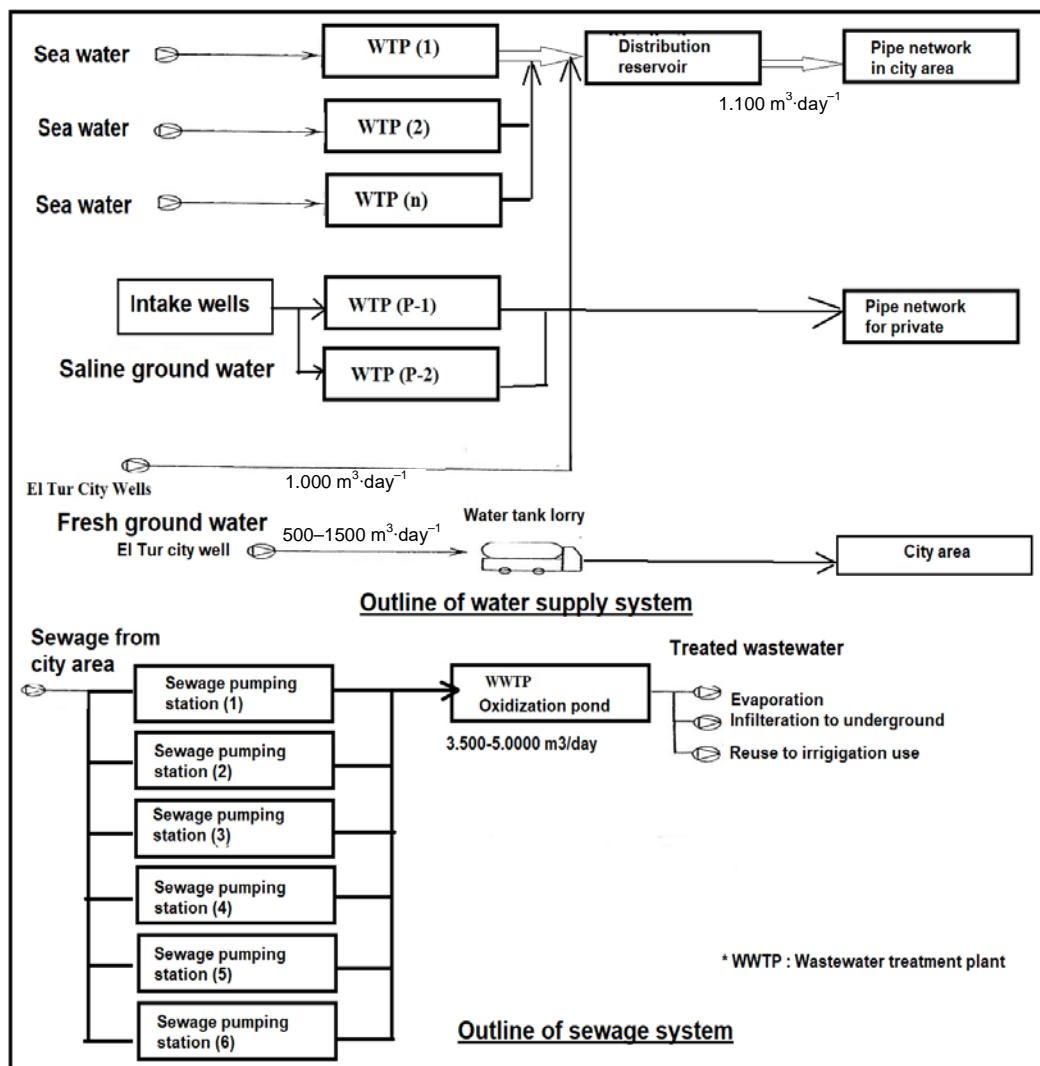 Sea water
WTP (1)
Distribution
reservoir
Pipe network
in city area
1.100 m³·day⁻¹
Sea water
WTP (2)
Sea water
WTP (n)
Intake wells
WTP (P-1)
Pipe network
for private
Saline ground water
WTP (P-2)
El Tur City Wells
1.000 m³·day⁻¹
Fresh ground water
El Tur city well
500–1500 m³·day⁻¹
Water tank lorry
City area
Outline of water supply system
Sewage from
city area
Sewage pumping
station (1)
Sewage pumping
station (2)
Sewage pumping
station (3)
Sewage pumping
station (4)
Sewage pumping
station (5)
Sewage pumping
station (6)
WWTP
Oxidization pond
3.500-5.0000 m3/day
Treated wastewater
Evaporation
Infilteration to underground
Reuse to irrigigation use
* WWTP : Wastewater treatment plant
Outline of sewage system